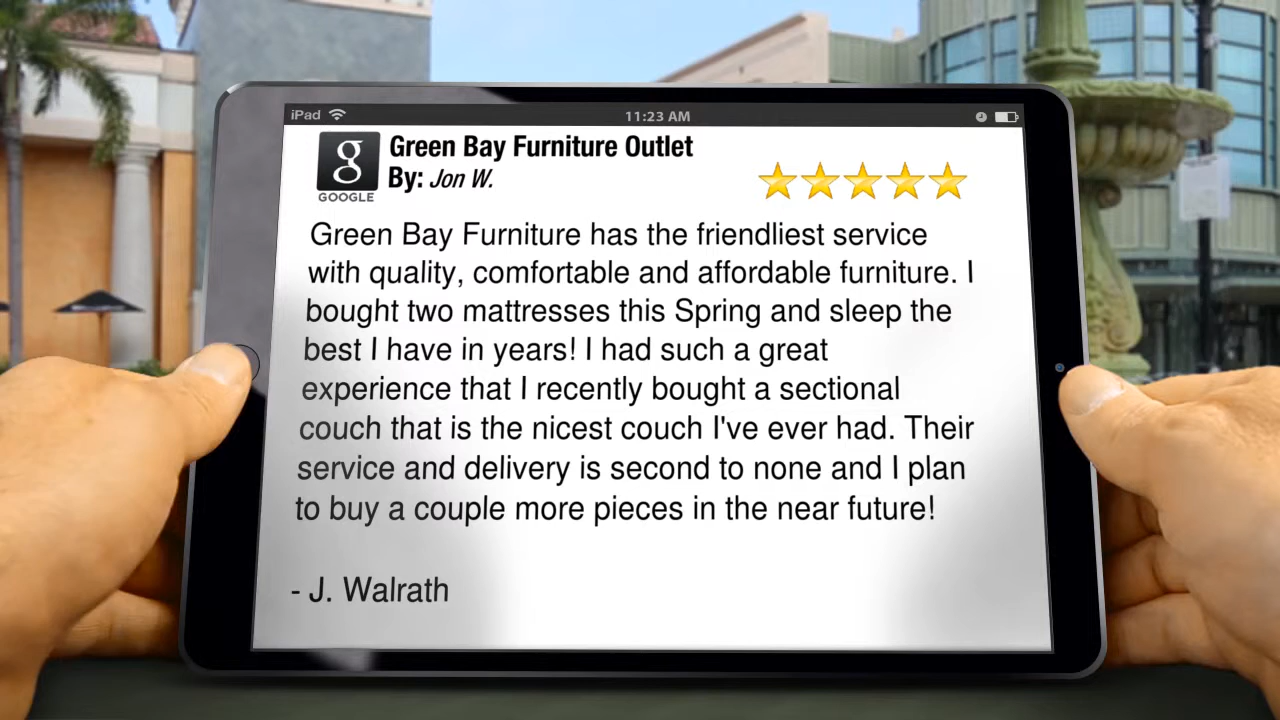 iPad 11:23 AM
g
GOOGLE
Green Bay Furniture Outlet
By: Jon W.
Green Bay Furniture has the friendliest service
with quality, comfortable and affordable furniture. I
bought two mattresses this Spring and sleep the
best I have in years! I had such a great
experience that I recently bought a sectional
couch that is the nicest couch I've ever had. Their
service and delivery is second to none and I plan
to buy a couple more pieces in the near future!
- J. Walrath